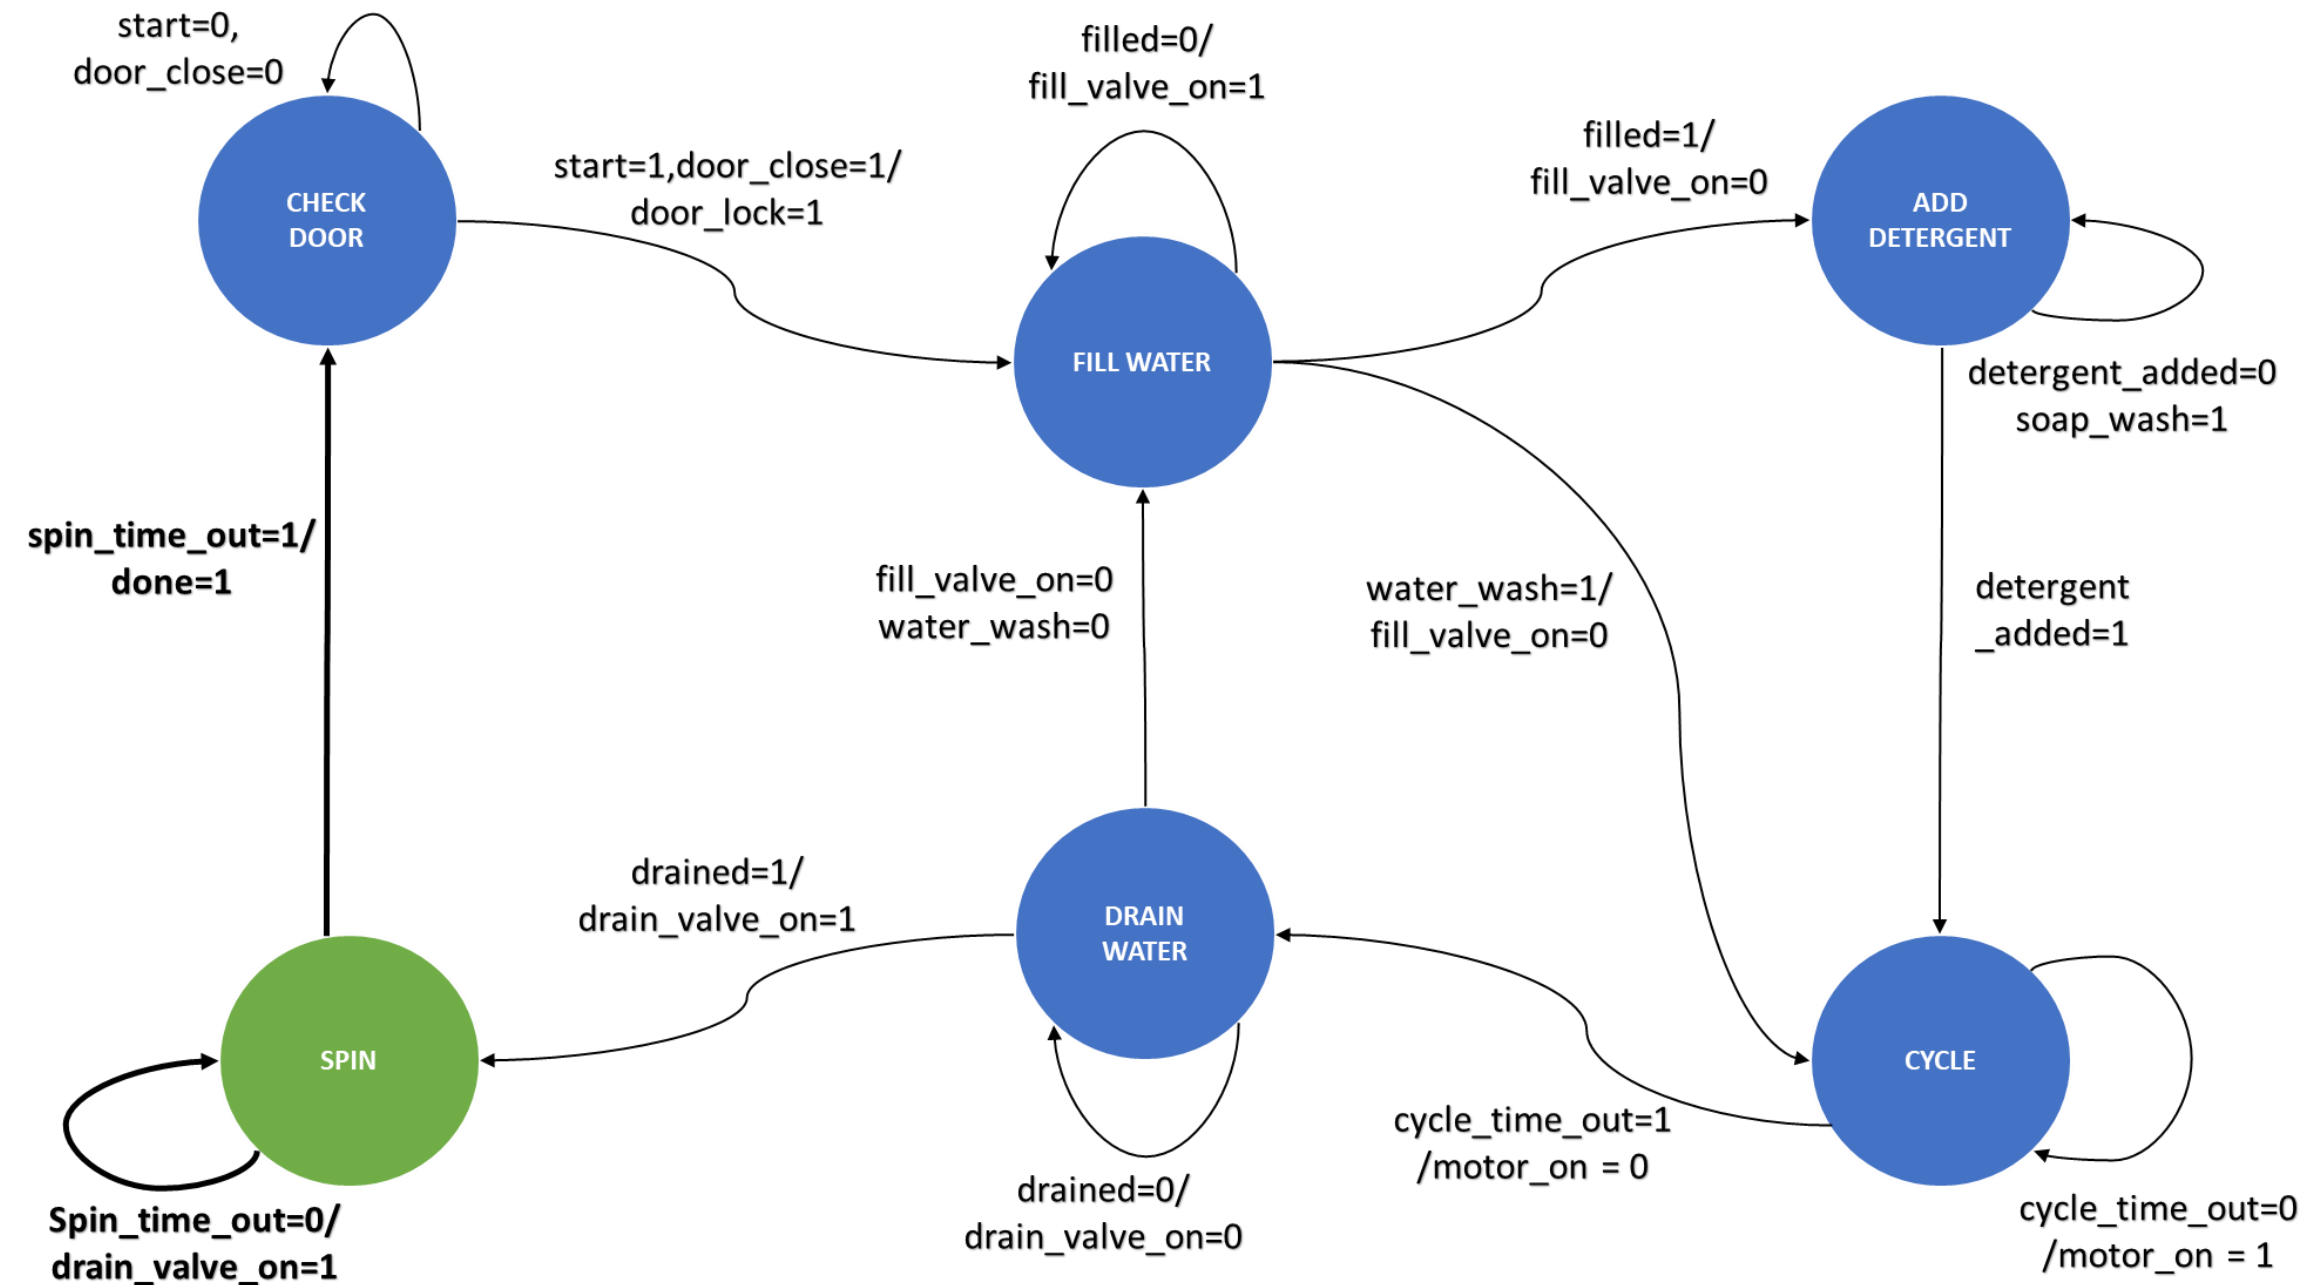 start=0,
door_close=0
filled=0/
fill_valve_on=1
filled=1/
fill_valve_on=0
start=1,door_close=1/
door_lock=1
CHECK
DOOR
ADD
DETERGENT
FILL WATER
detergent_added=0
soap_wash=1
spin_time_out=1/
done=1
fill_valve_on=0
water_wash=0
water_wash=1/
fill_valve_on=0
detergent
_added=1
drained=1/
drain_valve_on=1
DRAIN
WATER
SPIN
CYCLE
cycle_time_out=1
/motor_on = 0
drained=0/
drain_valve_on=0
Spin_time_out=0/
drain_valve_on=1
cycle_time_out=0
/motor_on = 1